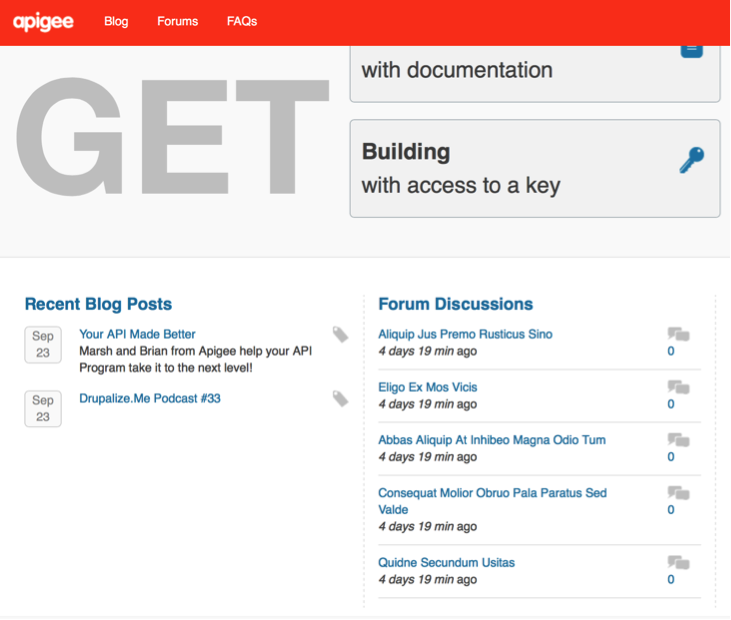 apigee
Blog
Forums
FAQs
GET
with documentation
Building
with access to a key
Recent Blog Posts
Sep
23
Your API Made Better
Marsh and Brian from Apigee help your API
Program take it to the next level!
Sep
23
Drupalize.Me Podcast #33
Forum Discussions
Aliquip Jus Premo Rusticus Sino
4 days 19 min ago
0
Eligo Ex Mos Vicis
4 days 19 min ago
0
Abbas Aliquip At Inhibeo Magna Odio Tum
4 days 19 min ago
0
Consequat Molior Obruo Pala Paratus Sed
Valde
4 days 19 min ago
0
Quidne Secundum Usitas
4 days 19 min ago
0